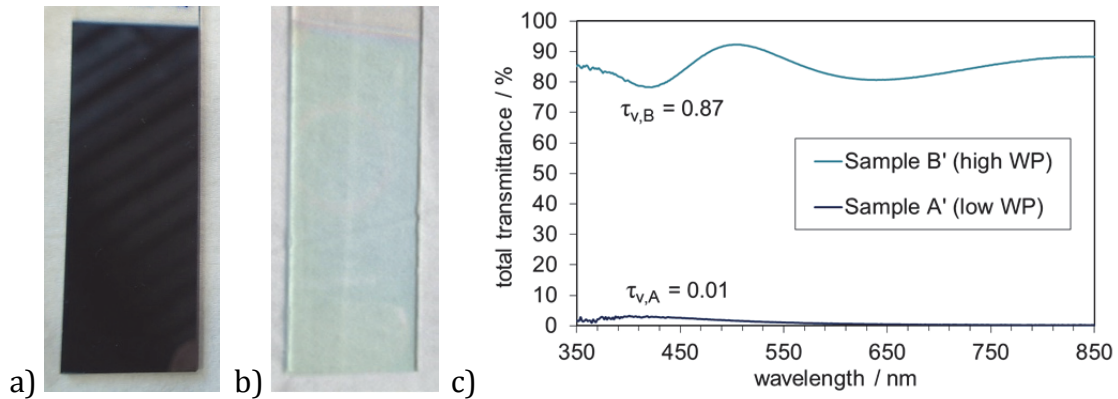 a)
b)
c)
total transmittance / %
100
90
80
70
60
50
40
30
20
10
0
τv,B = 0.87
Sample B' (high WP)
Sample A' (low WP)
τv,A = 0.01
350 450 550 650 750 850
wavelength / nm